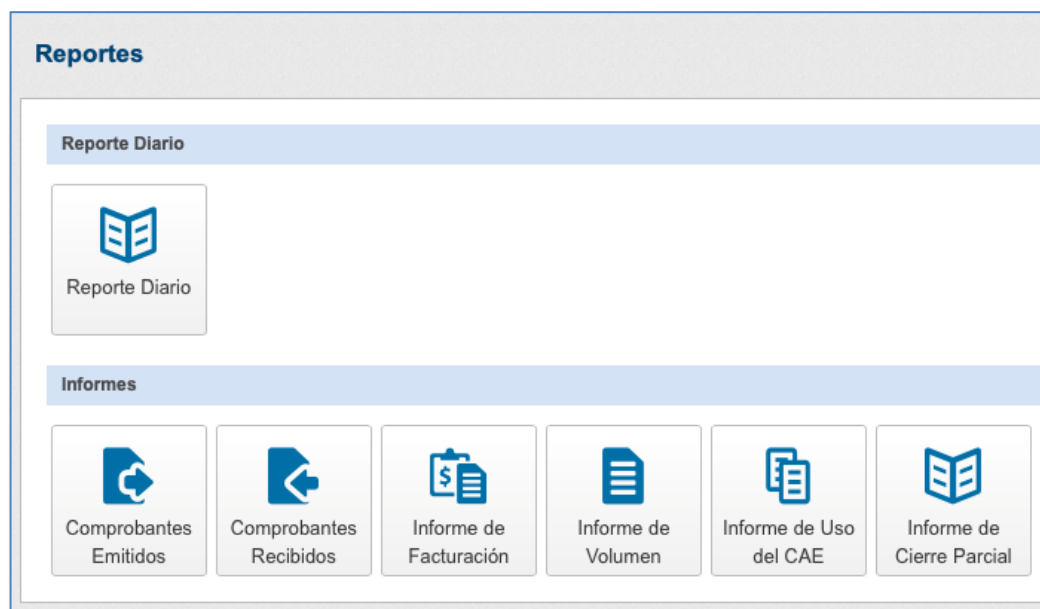 Reportes
Reporte Diario
Reporte Diario
Informes
Comprobantes
Emitidos
Comprobantes
Recibidos
Informe de
Facturación
Informe de
Volumen
Informe de Uso
del CAE
Informe de
Cierre Parcial